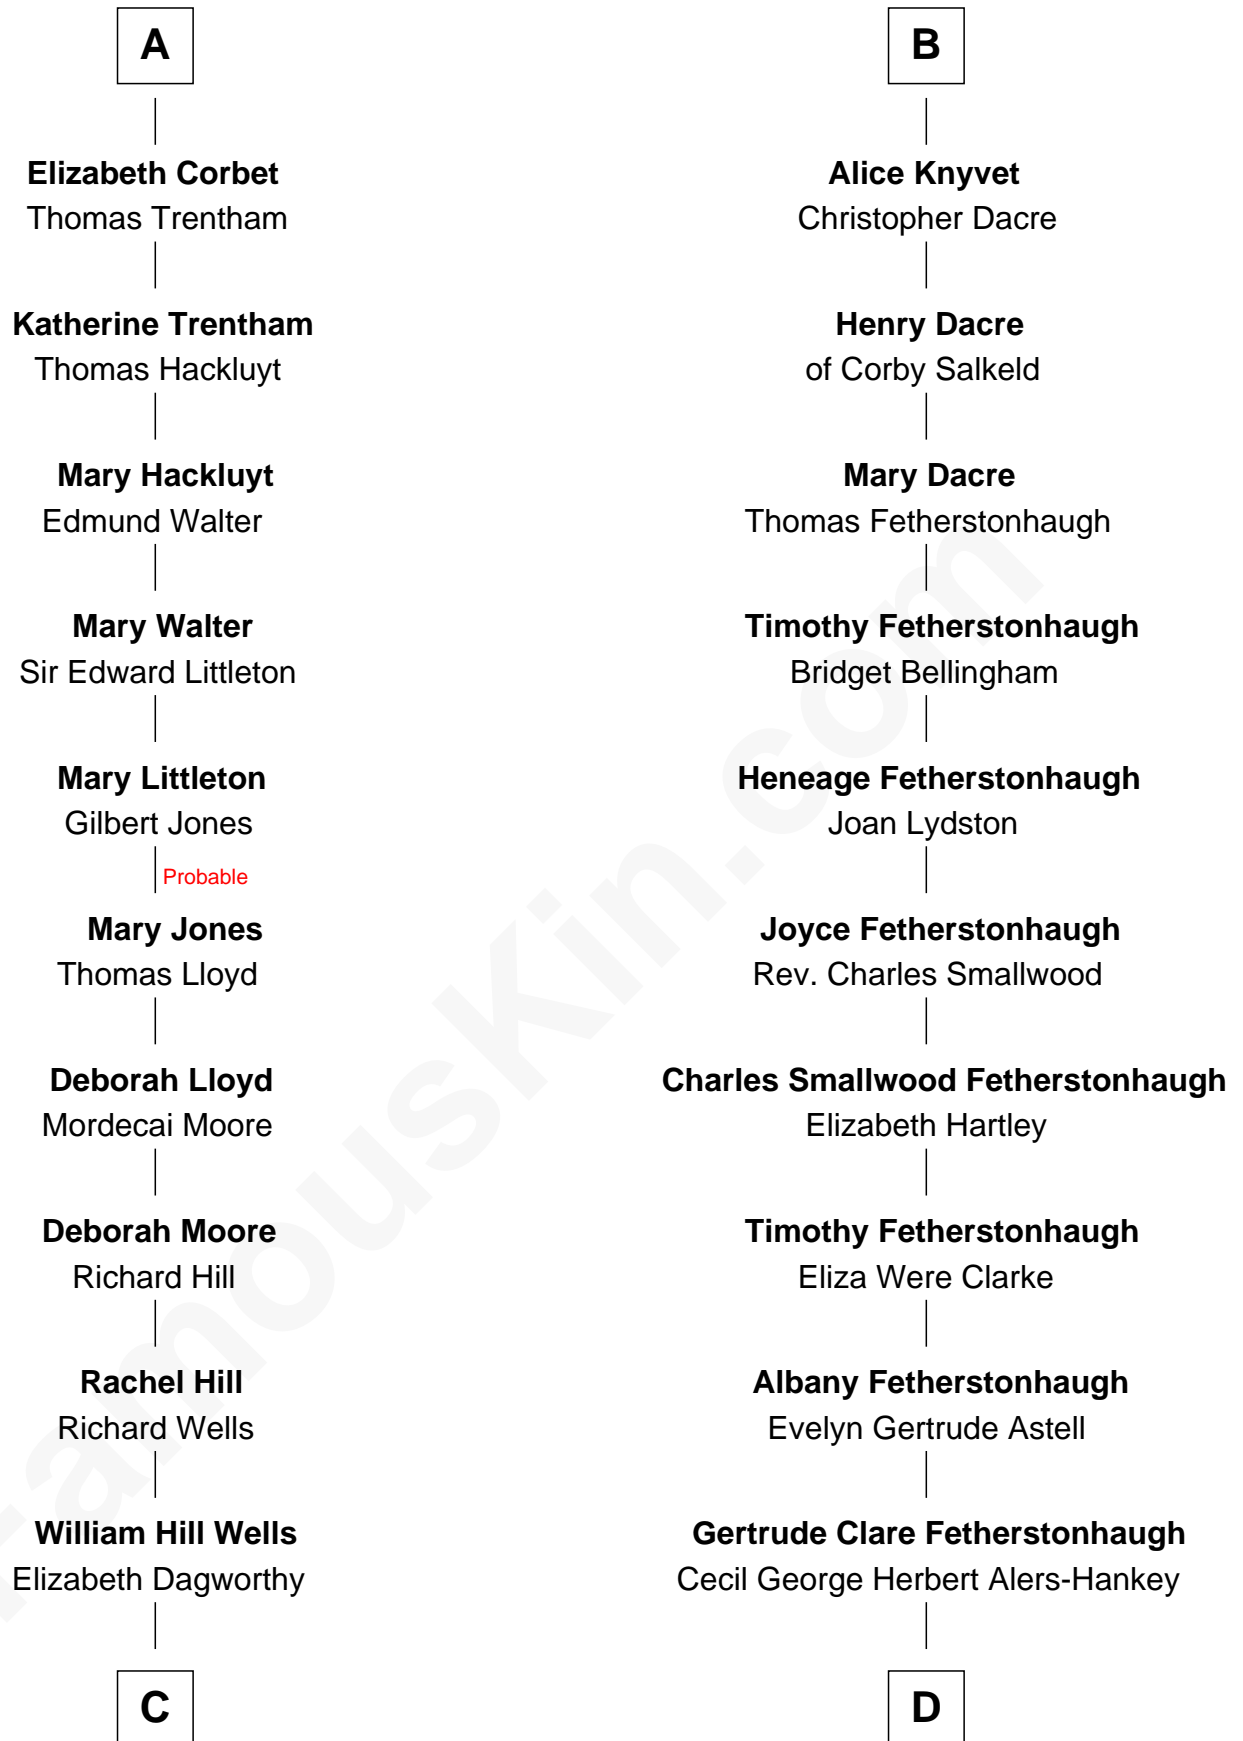 A
Elizabeth Corbet
Thomas Trentham
Katherine Trentham
Thomas Hackluyt
Mary Hackluyt
Edmund Walter
Mary Walter
Sir Edward Littleton
Mary Littleton
Gilbert Jones
Probable
Mary Jones
Thomas Lloyd
Deborah Lloyd
Mordecai Moore
Deborah Moore
Richard Hill
Rachel Hill
Richard Wells
William Hill Wells
Elizabeth Dagworthy
C
B
Alice Knyvet
Christopher Dacre
Henry Dacre
of Corby Salkeld
Mary Dacre
Thomas Fetherstonhaugh
Timothy Fetherstonhaugh
Bridget Bellingham
Heneage Fetherstonhaugh
Joan Lydston
Joyce Fetherstonhaugh
Rev. Charles Smallwood
Charles Smallwood Fetherstonhaugh
Elizabeth Hartley
Timothy Fetherstonhaugh
Eliza Were Clarke
Albany Fetherstonhaugh
Evelyn Gertrude Astell
Gertrude Clare Fetherstonhaugh
Cecil George Herbert Alers-Hankey
D
FamousKin.com